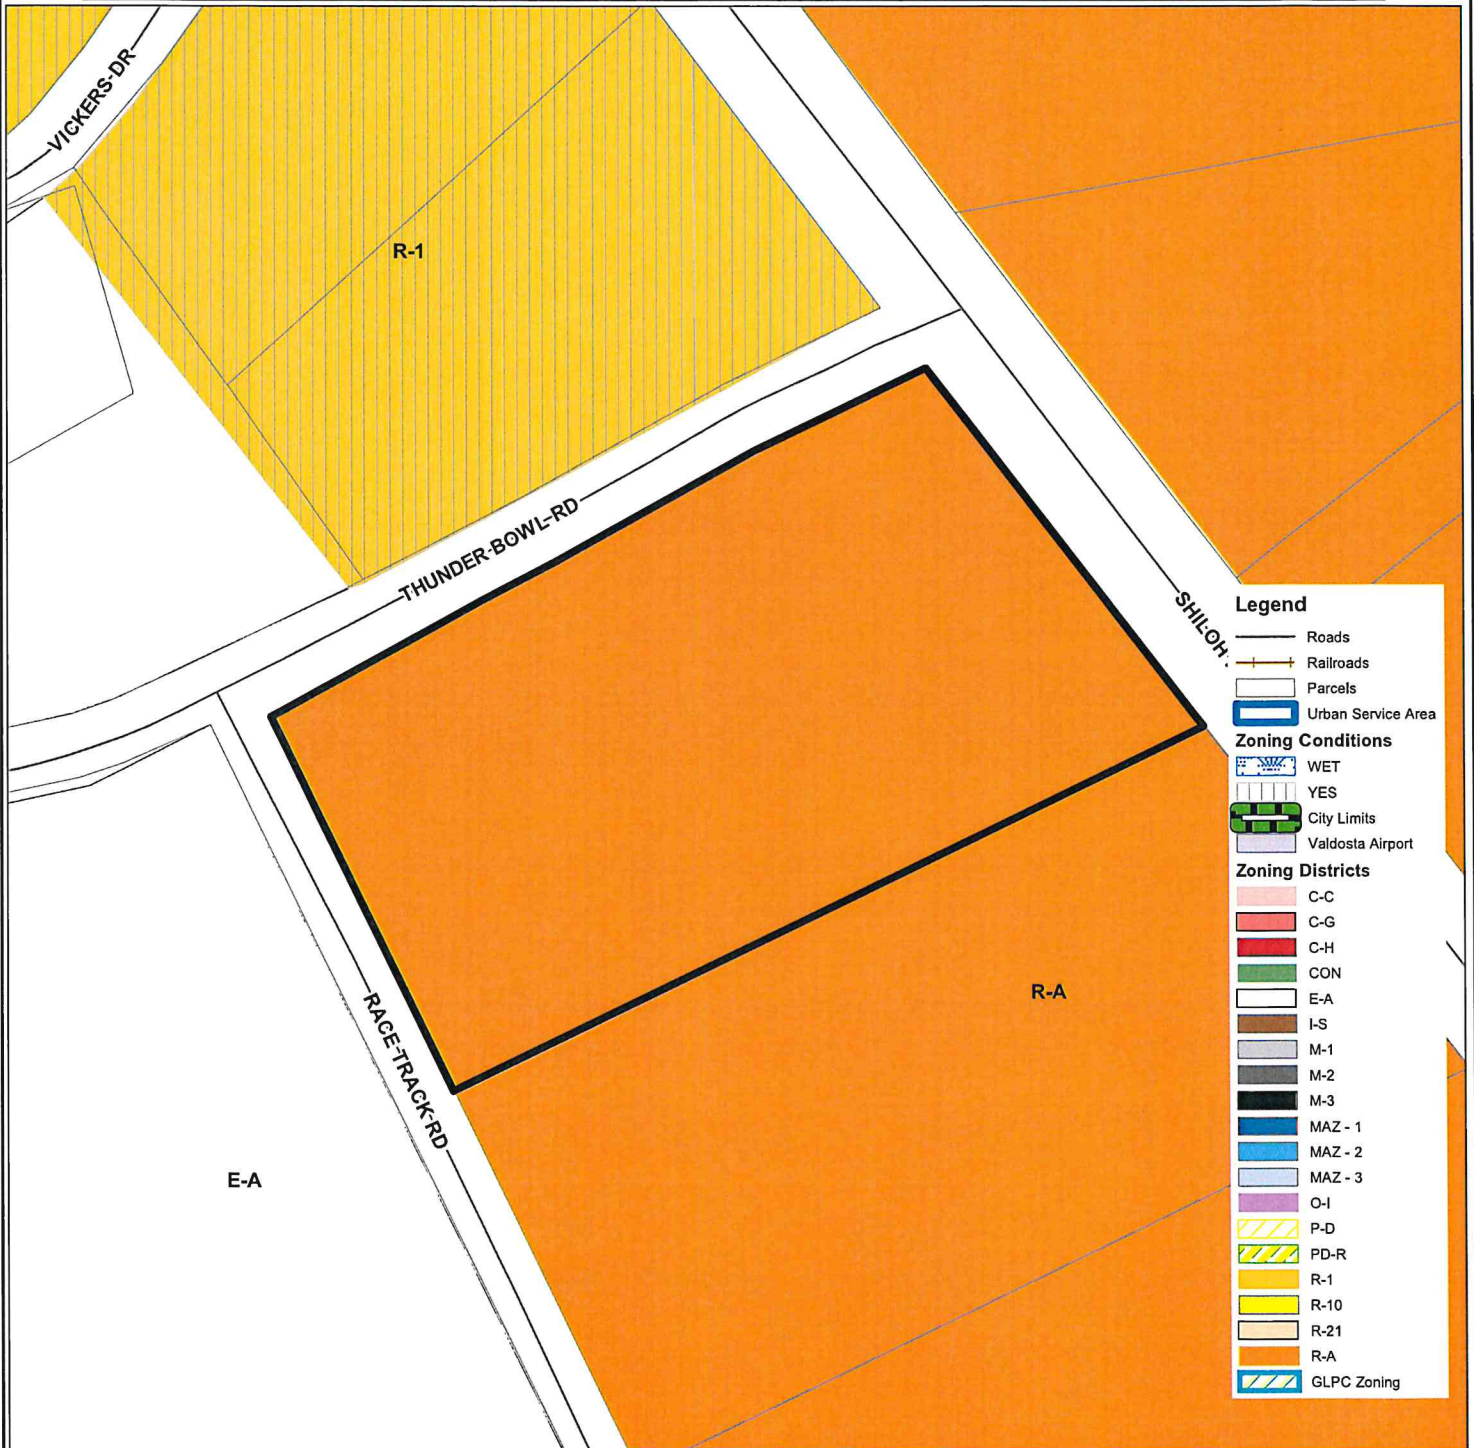 VICKERS-DR
R-1
THUNDER-BOWL-RD
SHILOH
RACE-TRACK-RD
R-A
E-A
Legend
Roads
Railroads
Parcels
Urban Service Area
Zoning Conditions
WET
YES
City Limits
Valdosta Airport
Zoning Districts
C-C
C-G
C-H
CON
E-A
I-S
M-1
M-2
M-3
MAZ - 1
MAZ - 2
MAZ - 3
O-I
P-D
PD-R
R-1
R-10
R-21
R-A
GLPC Zoning